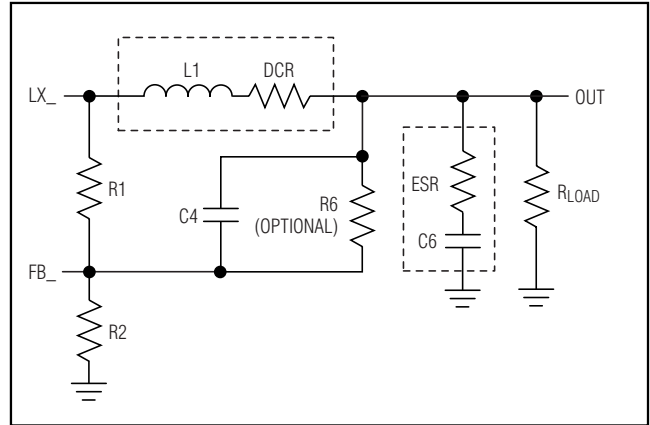 L1
DCR
LX_
OUT
R1
C4
R6
(OPTIONAL)
ESR
C6
RLOAD
FB_
R2